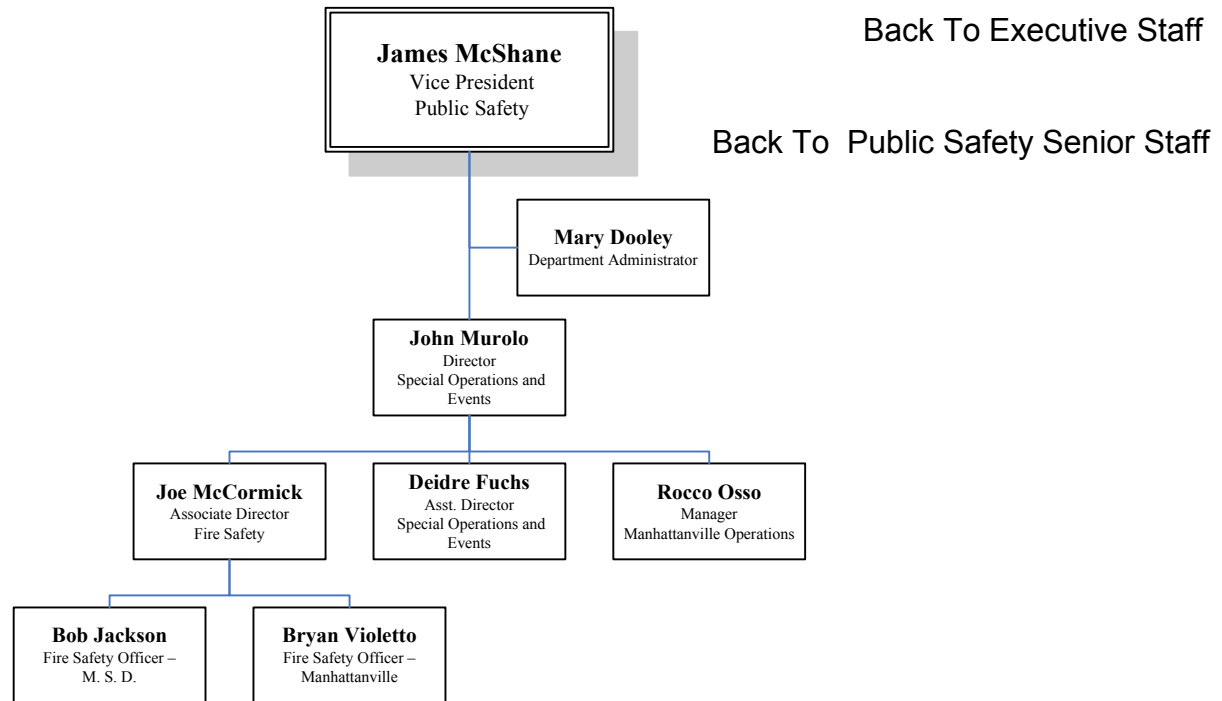 James McShane
Vice President
Public Safety
Back To Executive Staff
Back To  Public Safety Senior Staff
Mary Dooley
Department Administrator
John Murolo
Director
Special Operations and
Events
Joe McCormick
Associate Director
Fire Safety
Deidre Fuchs
Asst. Director
Special Operations and
Events
Rocco Osso
Manager
Manhattanville Operations
Bob Jackson
Fire Safety Officer –
M. S. D.
Bryan Violetto
Fire Safety Officer –
Manhattanville